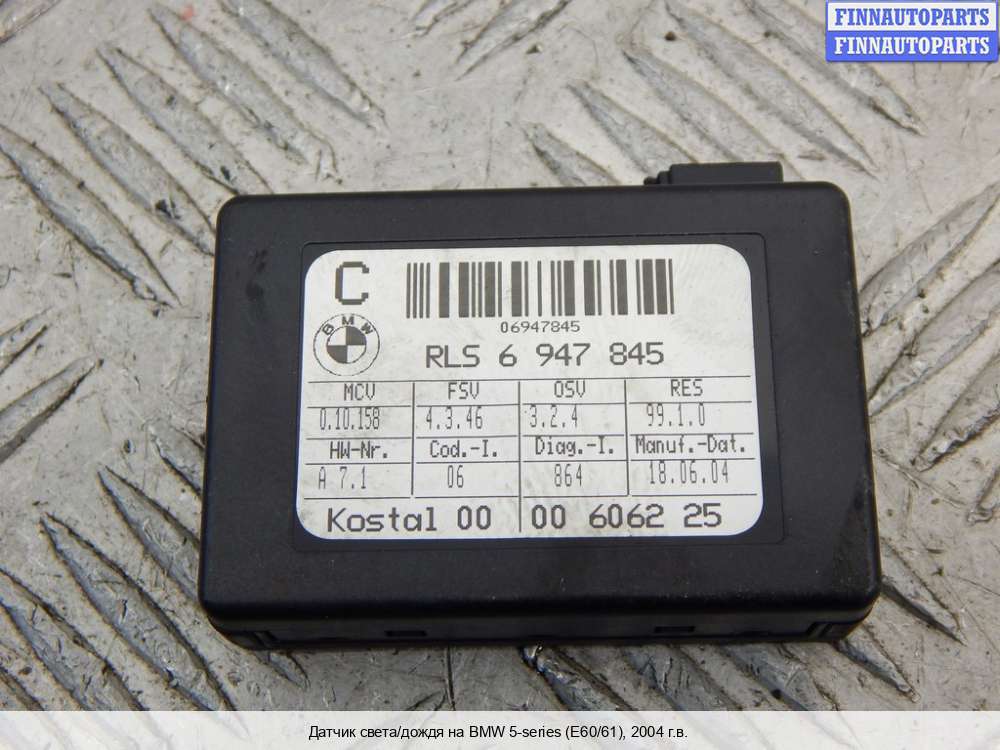 FINNAUTOPARTS
FINNAUTOPARTS
C
BMW
06947845
RLS 6 947 845
MCV FSV OSV RES
0.10.158 4.3.46 3.2.4 99.1.0
HW-Nr. Cod.-I. Diag.-I. Manuf.-Dat.
A 7.1 06 864 18.06.04
Kostal 00 00 606 2 25
Датчик света/дождя на BMW 5-series (E60/61), 2004 г.в.